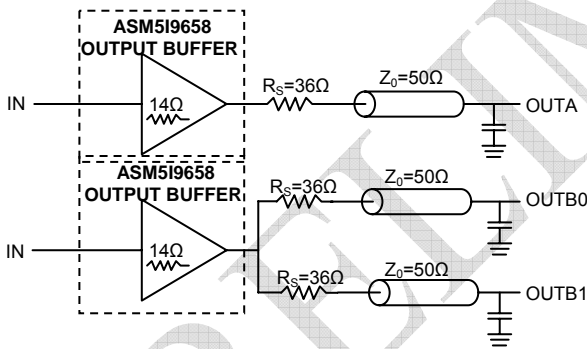 ASM5I9658
OUTPUT BUFFER
IN
14Ω
RS=36Ω
Z0=50Ω
OUTA
ASM5I9658
OUTPUT BUFFER
IN
14Ω
RS=36Ω
Z0=50Ω
OUTB0
RS=36Ω
Z0=50Ω
OUTB1